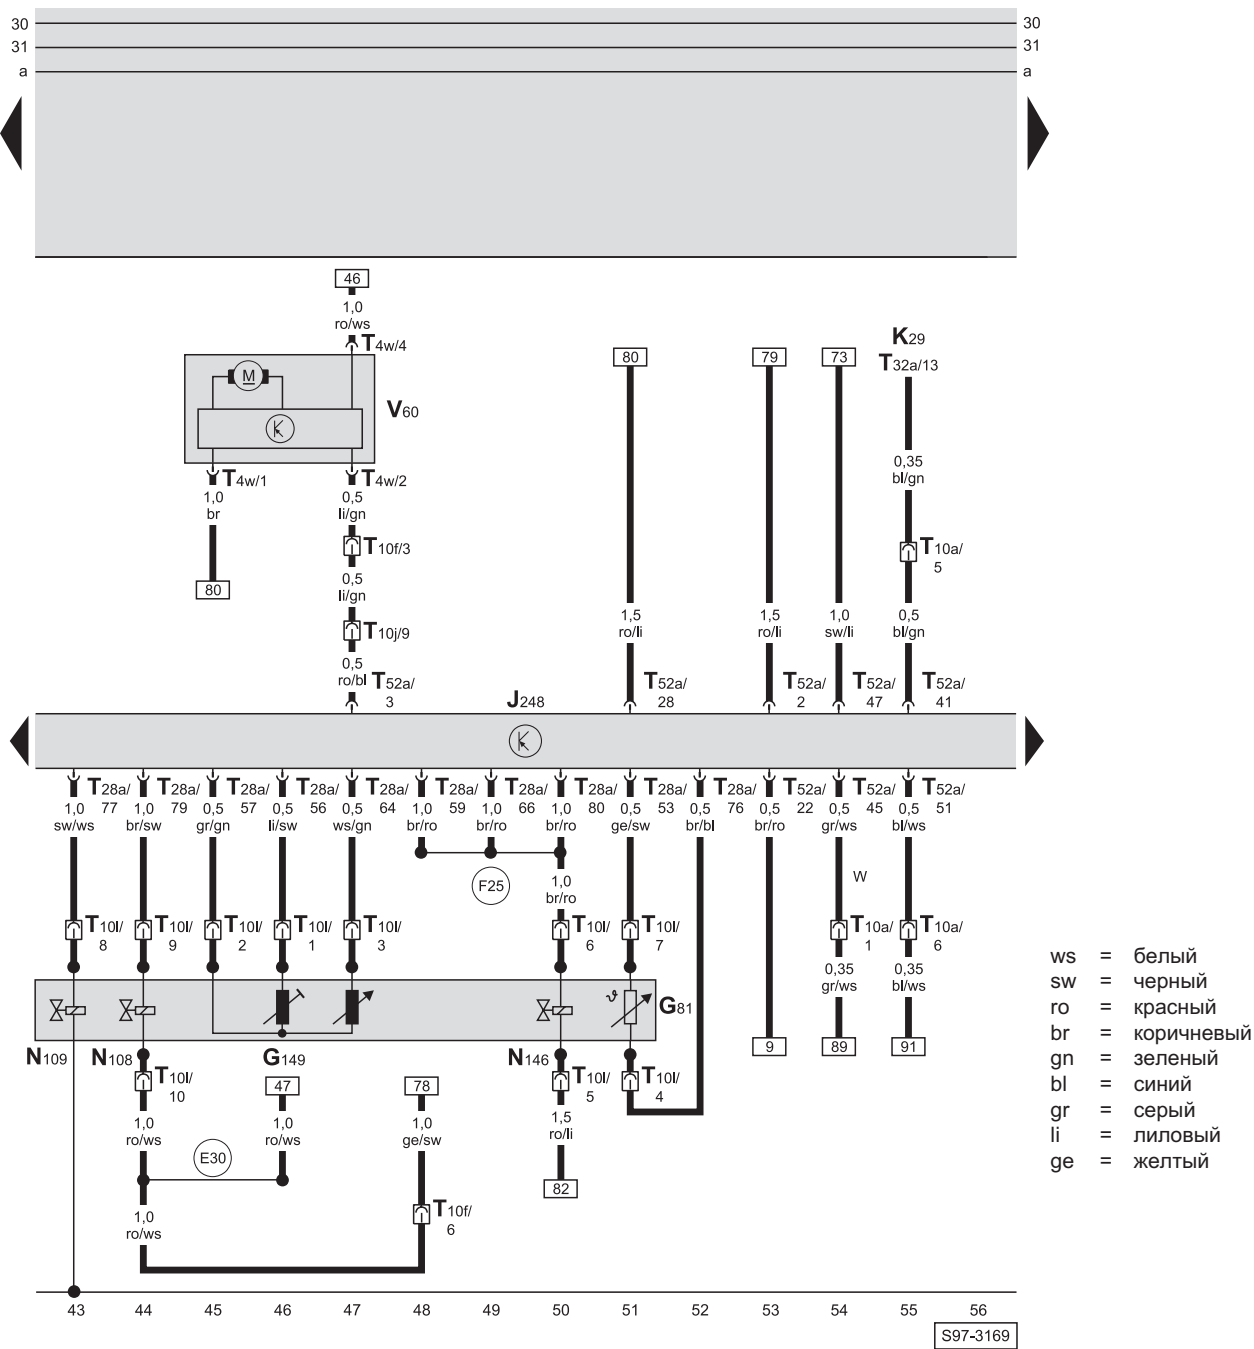 30 30
31 31
a a
46
1,0
ro/ws
T4w/4
K29
80 79 73 T32a/13
M
V60
0,35
bl/gn
T4w/1 T4w/2
1,0 0,5
br li/gn
T10f/3 T10a/
5
0,5
li/gn
80
1,5 1,5 1,0 0,5
ro/li ro/li sw/li bl/gn
T10j/9
0,5
ro/bl
T52a/ J248 T52a/ T52a/ T52a/ T52a/
3 28 2 47 41
T28a/ T28a/ T28a/ T28a/ T28a/ T28a/ T28a/ T28a/ T28a/ T28a/ T52a/ T52a/ T52a/
77 79 57 56 64 59 66 80 53 76 22 45 51
1,0 1,0 0,5 0,5 0,5 1,0 1,0 1,0 0,5 0,5 0,5 0,5 0,5
sw/ws br/sw gr/gn li/sw ws/gn br/ro br/ro br/ro ge/sw br/bl br/ro gr/ws bl/ws
F25
1,0
br/ro
W
T10l/ T10l/ T10l/ T10l/ T10l/ T10l/ T10l/ T10a/ T10a/
8 9 2 1 3 6 7 1 6
0,35 0,35
gr/ws bl/ws
ϑ
G81
N109 N108 G149 N146
9 89 91
T10l/ T10l/ T10l/
10 5 4
47 78
1,0 1,0 1,0 1,5
ro/ws ro/ws ge/sw ro/li
E30
82
T10f/
6
1,0
ro/ws
43 44 45 46 47 48 49 50 51 52 53 54 55 56
S97-3169
ws = белый
sw = черный
ro = красный
br = коричневый
gn = зеленый
bl = синий
gr = серый
li = лиловый
ge = желтый